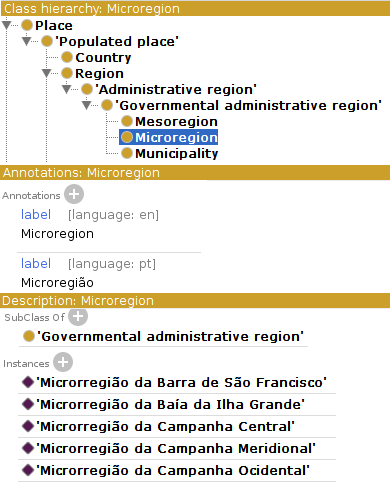 Class hierarchy: Microregion
Place
'Populated place'
Country
Region
'Administrative region'
'Governmental administrative region'
Mesoregion
Microregion
Municipality
Annotations: Microregion
Annotations
label [language: en]
Microregion
label [language: pt]
Microregião
Description: Microregion
SubClass Of
'Governmental administrative region'
Instances
'Microrregião da Barra de São Francisco'
'Microrregião da Baía da Ilha Grande'
'Microrregião da Campanha Central'
'Microrregião da Campanha Meridional'
'Microrregião da Campanha Ocidental'